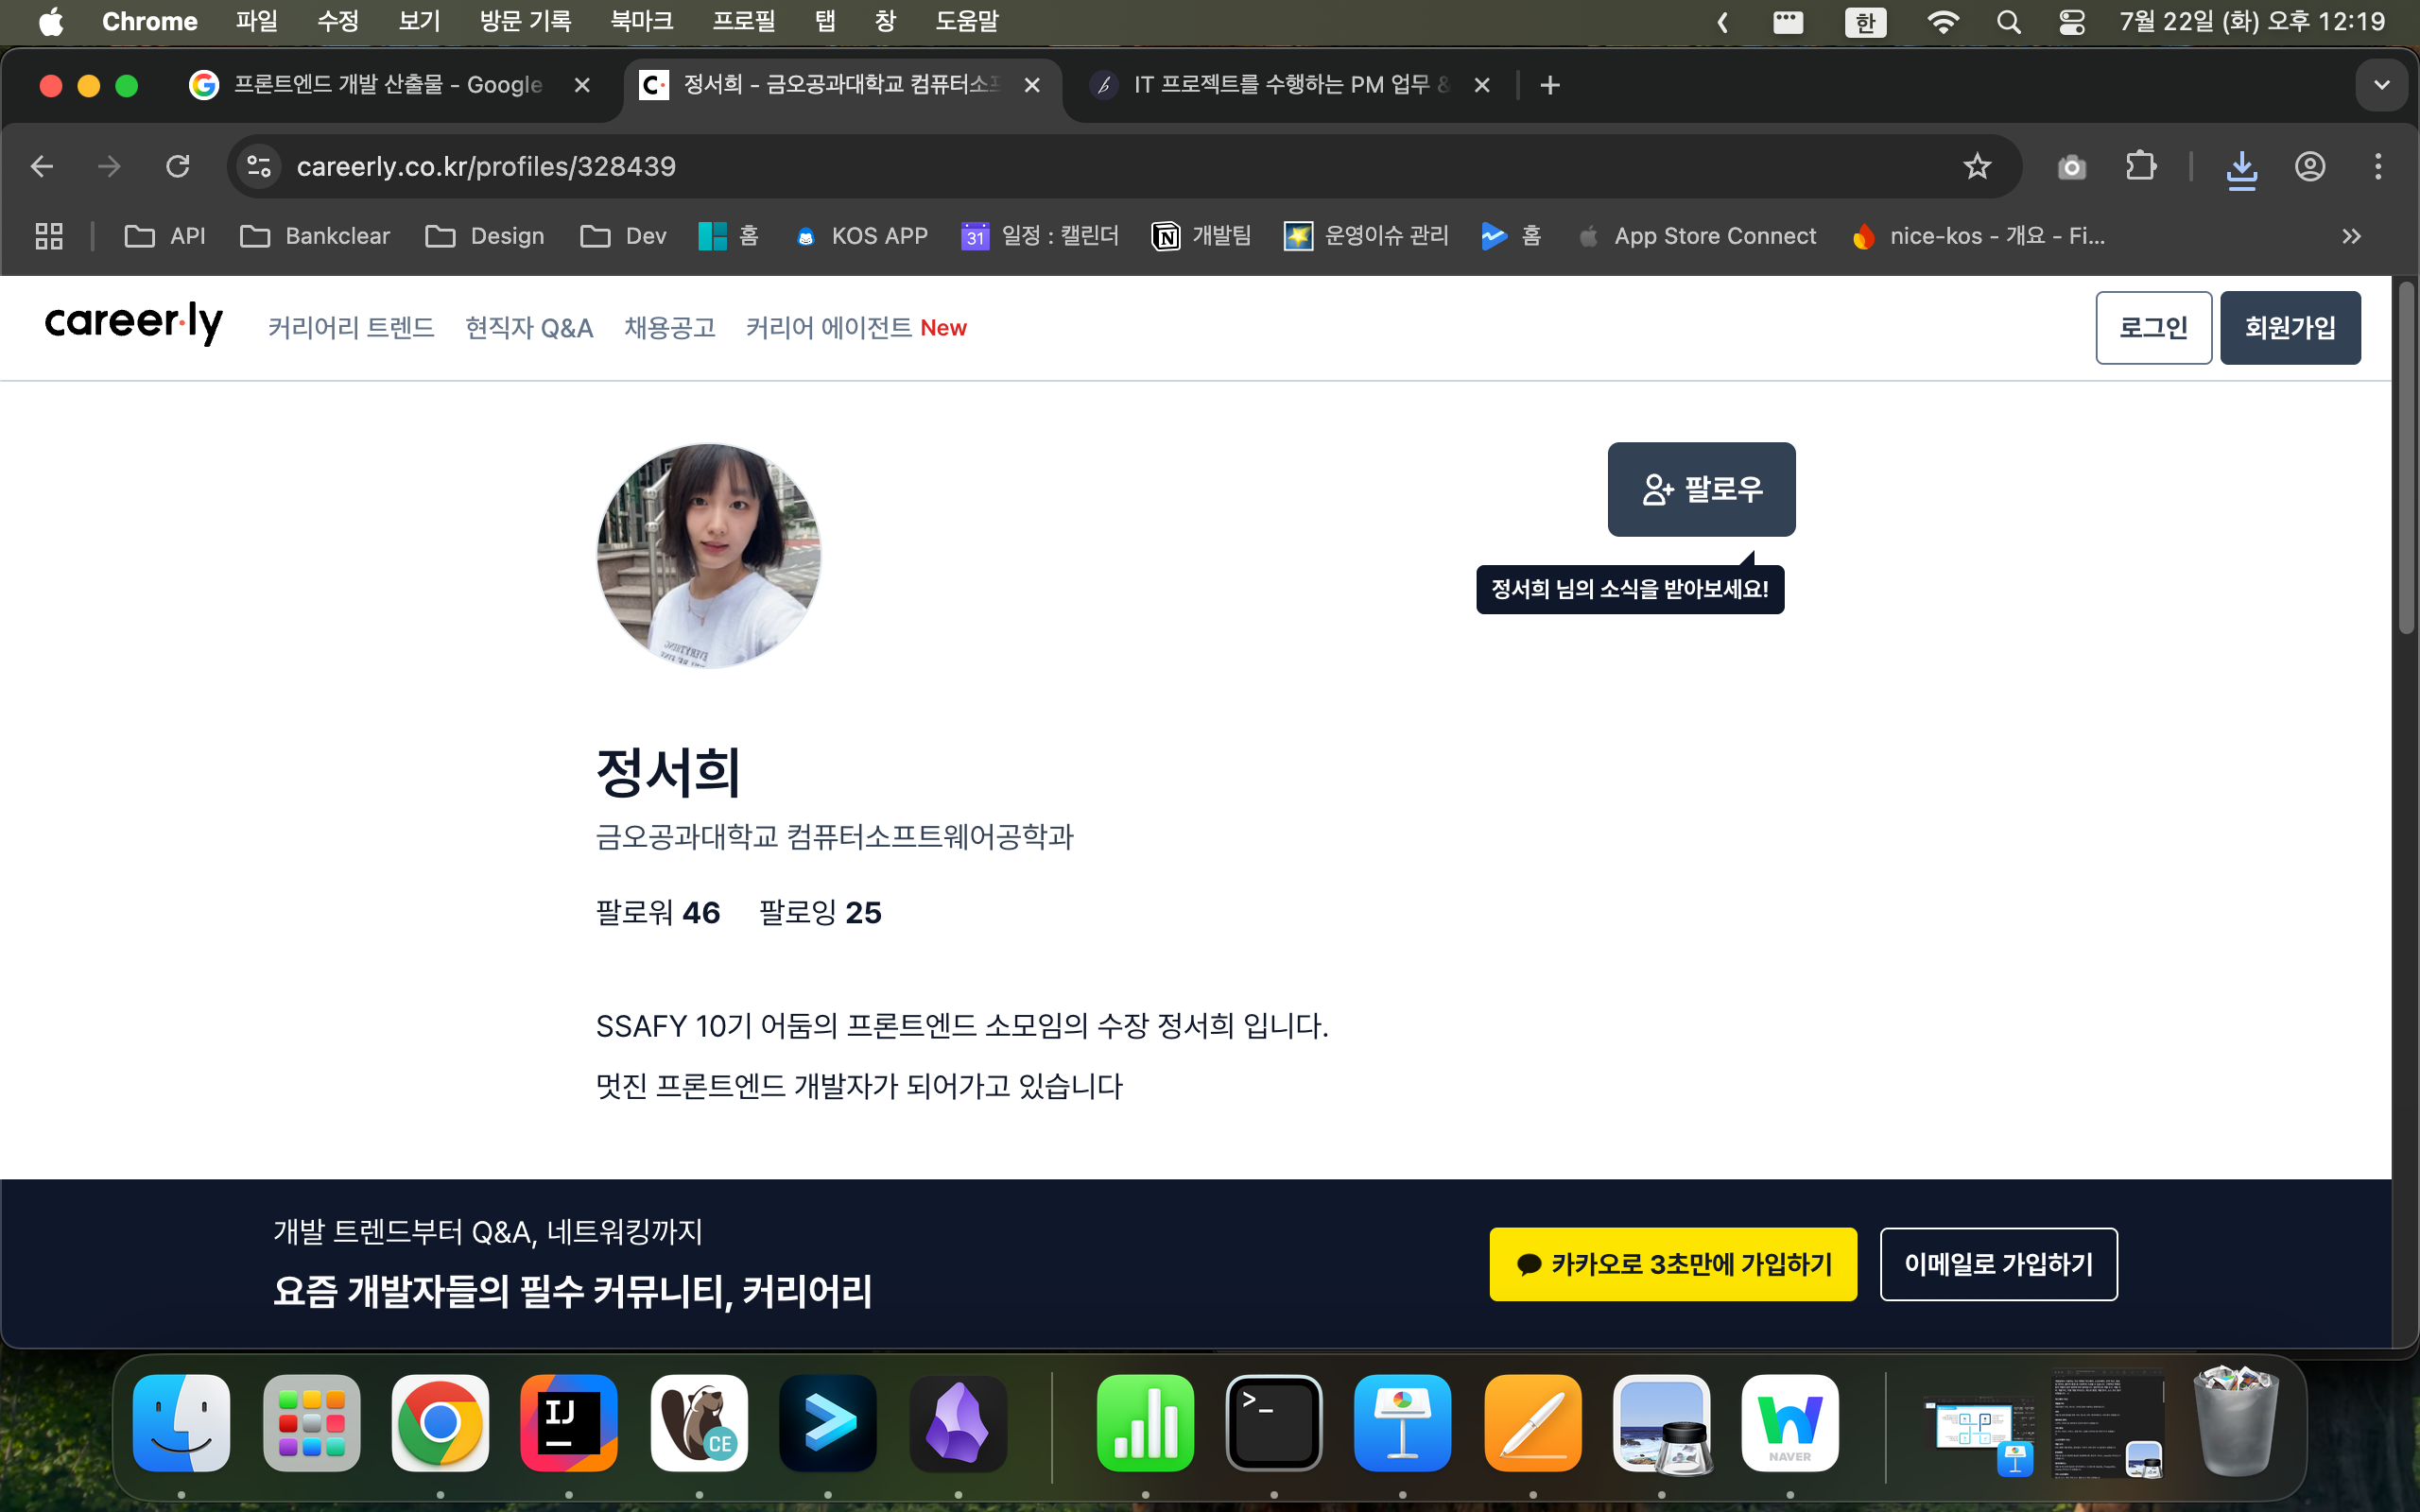 Chrome 파일 수정 보기 방문 기록 북마크 프로필 탭 창 도움말 한 7월 22일 (화) 오후 12:19
프론트엔드 개발 산출물 - Google 정서희 - 금오공과대학교 컴퓨터소프 IT 프로젝트를 수행하는 PM 업무 &
careerly.co.kr/profiles/328439
API Bankclear Design Dev 홈 KOS APP 31 일정 : 캘린더 개발팀 운영이슈 관리 홈 App Store Connect nice-kos - 개요 - Fi...
career·ly 커리어리 트렌드 현직자 Q&A 채용공고 커리어 에이전트 New 로그인 회원가입
팔로우
정서희 님의 소식을 받아보세요!
정서희
금오공과대학교 컴퓨터소프트웨어공학과
팔로워 46 팔로잉 25
SSAFY 10기 어둠의 프론트엔드 소모임의 수장 정서희 입니다.
멋진 프론트엔드 개발자가 되어가고 있습니다
개발 트렌드부터 Q&A, 네트워킹까지
요즘 개발자들의 필수 커뮤니티, 커리어리
카카오로 3초만에 가입하기 이메일로 가입하기
IJ CE NAVER